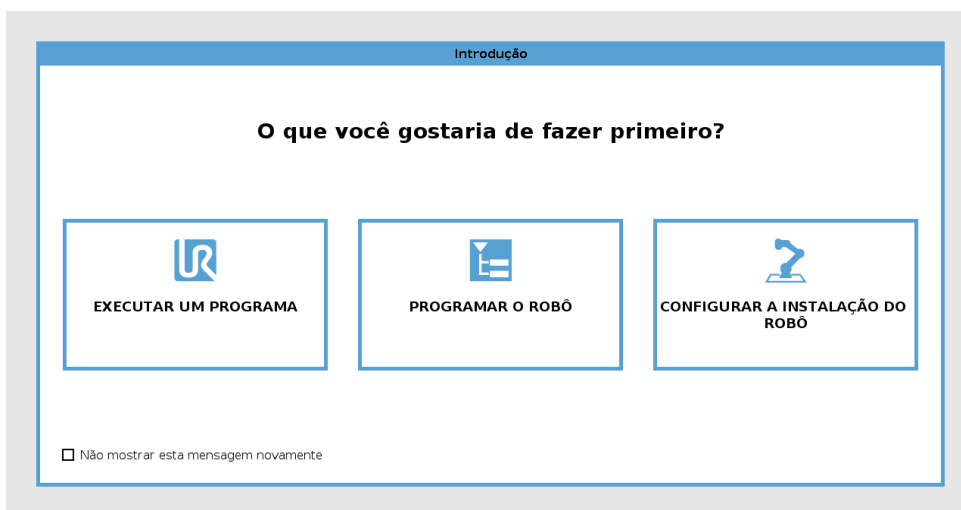 Introdução
O que você gostaria de fazer primeiro?
UR
EXECUTAR UM PROGRAMA
PROGRAMAR O ROBÔ
CONFIGURAR A INSTALAÇÃO DO
ROBÔ
Não mostrar esta mensagem novamente